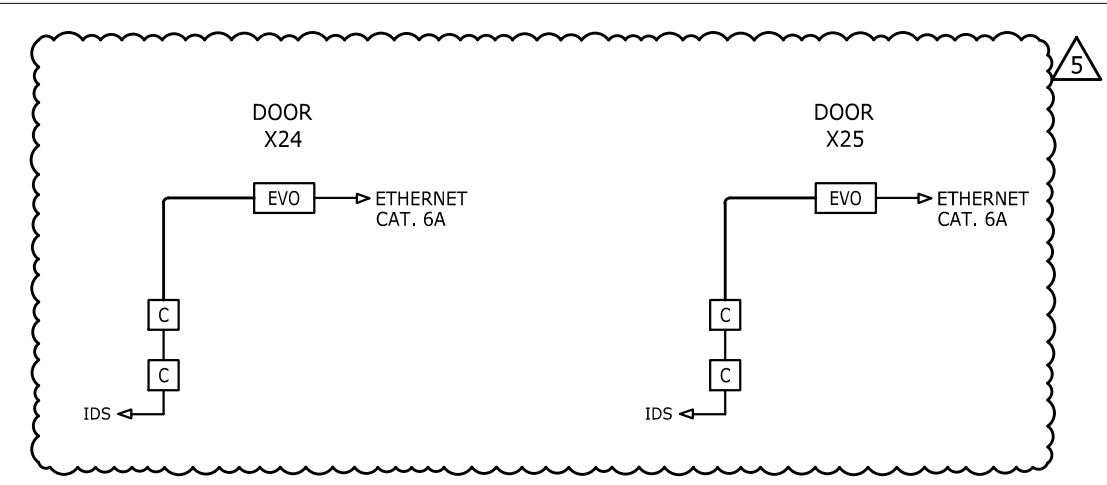 5
DOOR
X24
EVO
ETHERNET
CAT. 6A
C
C
IDS
DOOR
X25
EVO
ETHERNET
CAT. 6A
C
C
IDS